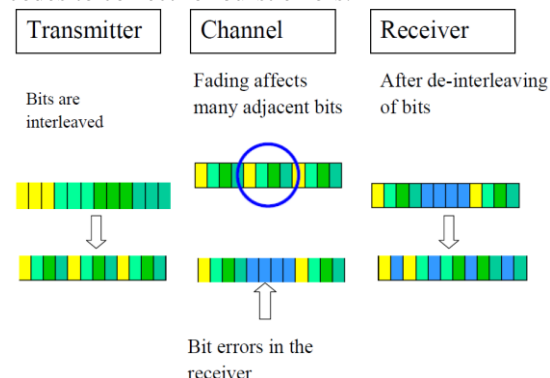 Transmitter
Channel
Receiver
Bits are
interleaved
Fading affects
many adjacent bits
After de-interleaving
of bits
Bit errors in the
receiver